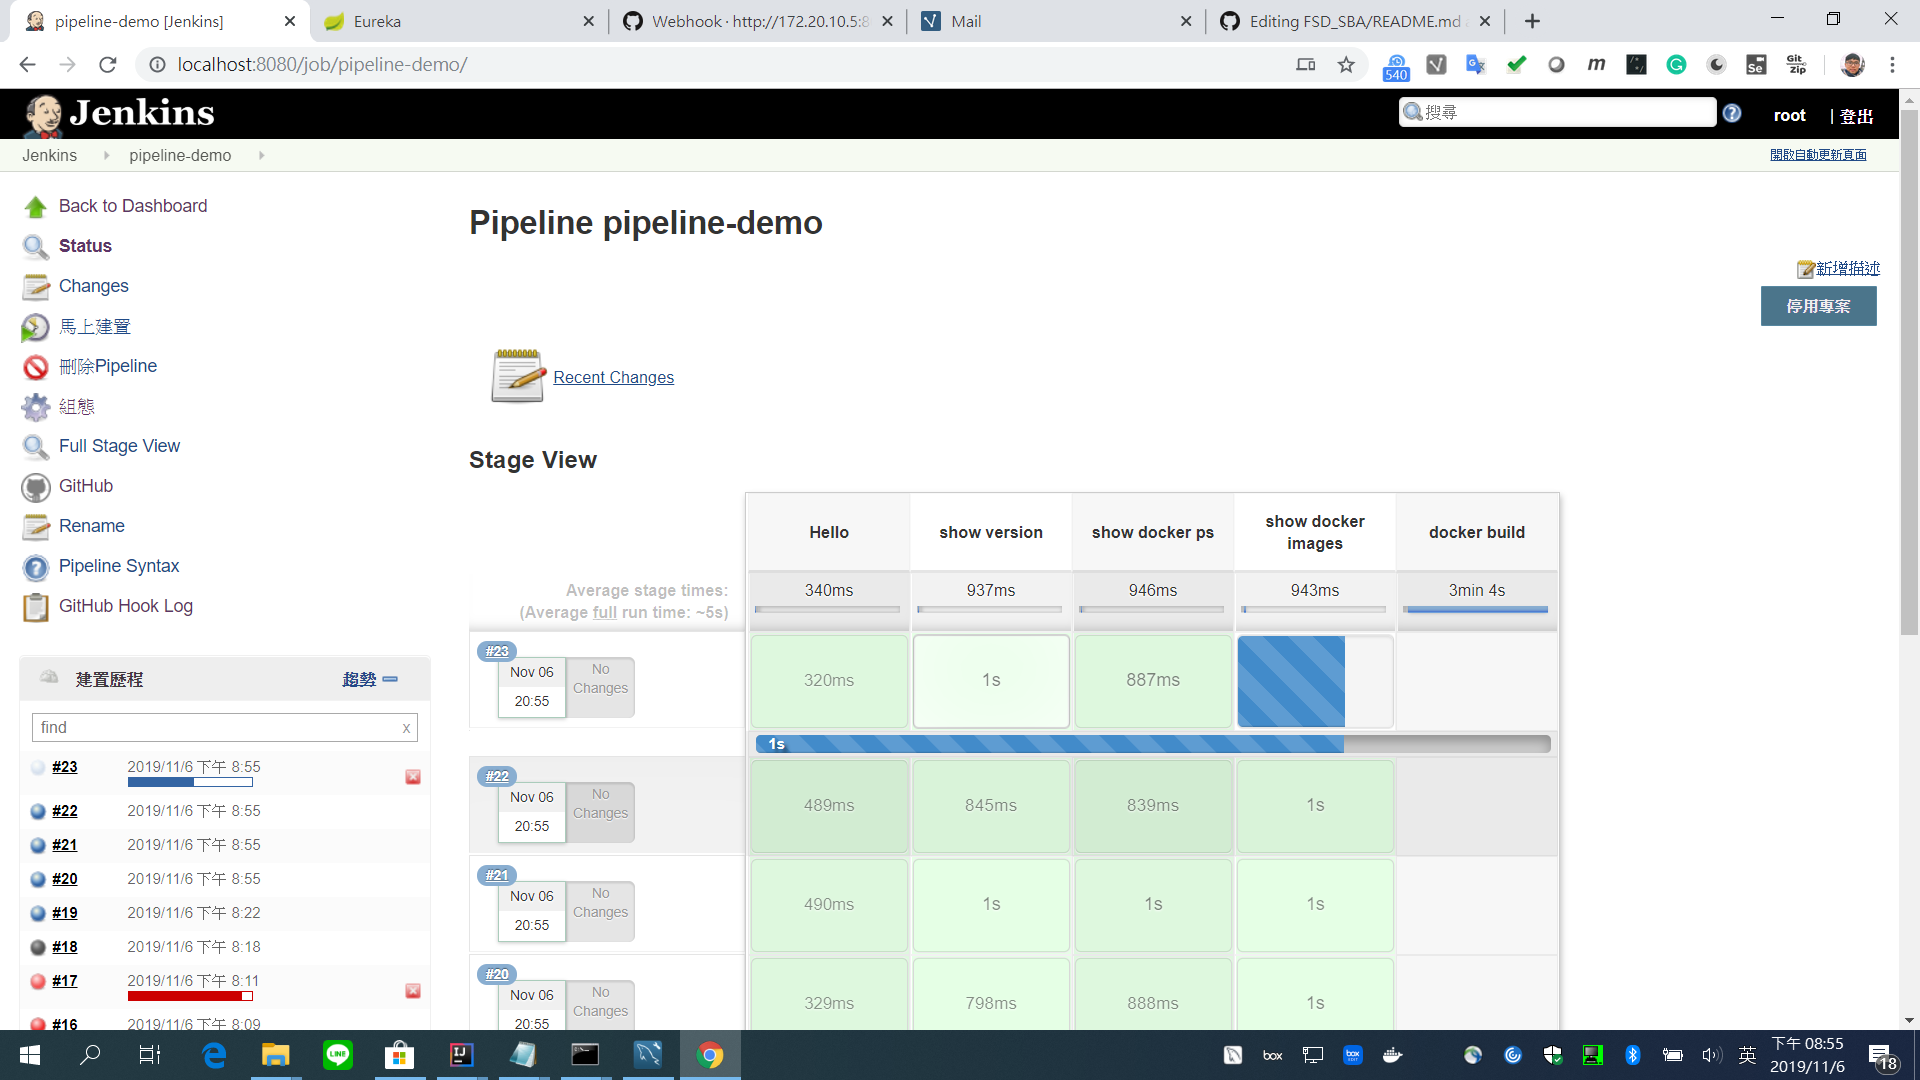 pipeline-demo [Jenkins]
Eureka
Webhook · http://172.20.10.5:8
Mail
Editing FSD_SBA/README.md
localhost:8080/job/pipeline-demo/
540
Git
Zip
Se
Jenkins
搜尋
root
| 登出
Jenkins
pipeline-demo
開啟自動更新頁面
Back to Dashboard
Status
Changes
馬上建置
刪除Pipeline
組態
Full Stage View
GitHub
Rename
Pipeline Syntax
GitHub Hook Log
建置歷程
趨勢
find
x
#23
2019/11/6 下午 8:55
#22
2019/11/6 下午 8:55
#21
2019/11/6 下午 8:55
#20
2019/11/6 下午 8:55
#19
2019/11/6 下午 8:22
#18
2019/11/6 下午 8:18
#17
2019/11/6 下午 8:11
#16
2019/11/6 下午 8:09
Pipeline pipeline-demo
新增描述
停用專案
Recent Changes
Stage View
Hello
show version
show docker ps
show docker
images
docker build
Average stage times:
(Average full run time: ~5s)
340ms
937ms
946ms
943ms
3min 4s
#23
Nov 06
20:55
No
Changes
320ms
1s
887ms
1s
#22
Nov 06
20:55
No
Changes
489ms
845ms
839ms
1s
#21
Nov 06
20:55
No
Changes
490ms
1s
1s
1s
#20
Nov 06
20:55
No
Changes
329ms
798ms
888ms
1s
LINE
IJ
box
box
英
下午 08:55
2019/11/6
18